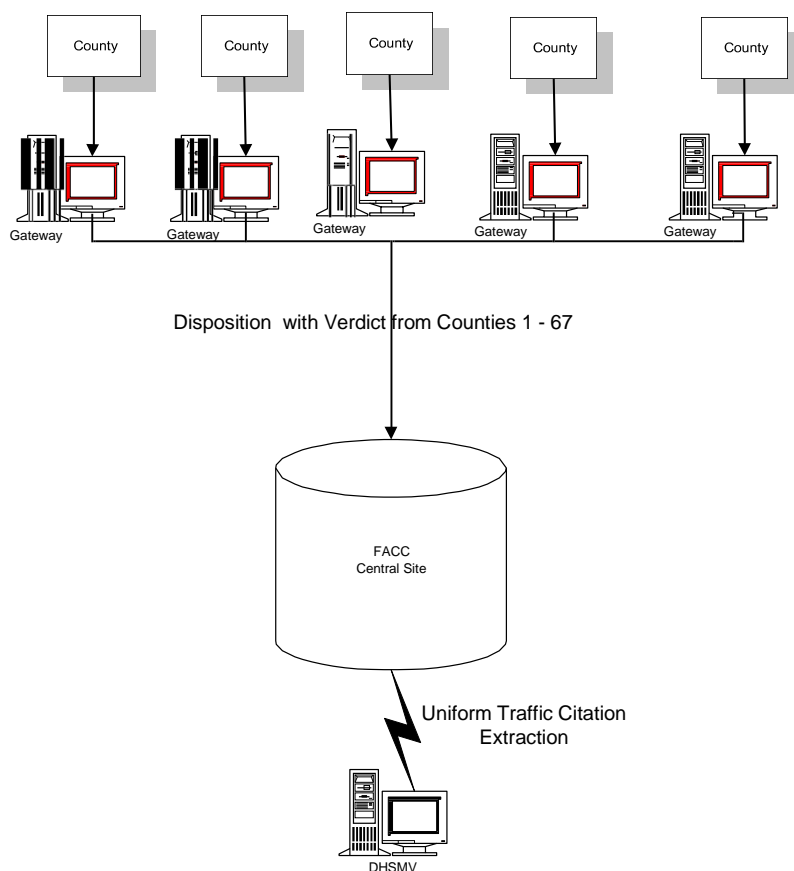 County
County
County
County
County
Gateway
Gateway
Gateway
Gateway
Gateway
Disposition with Verdict from Counties 1 - 67
FACC
Central Site
Uniform Traffic Citation
Extraction
DHSMV